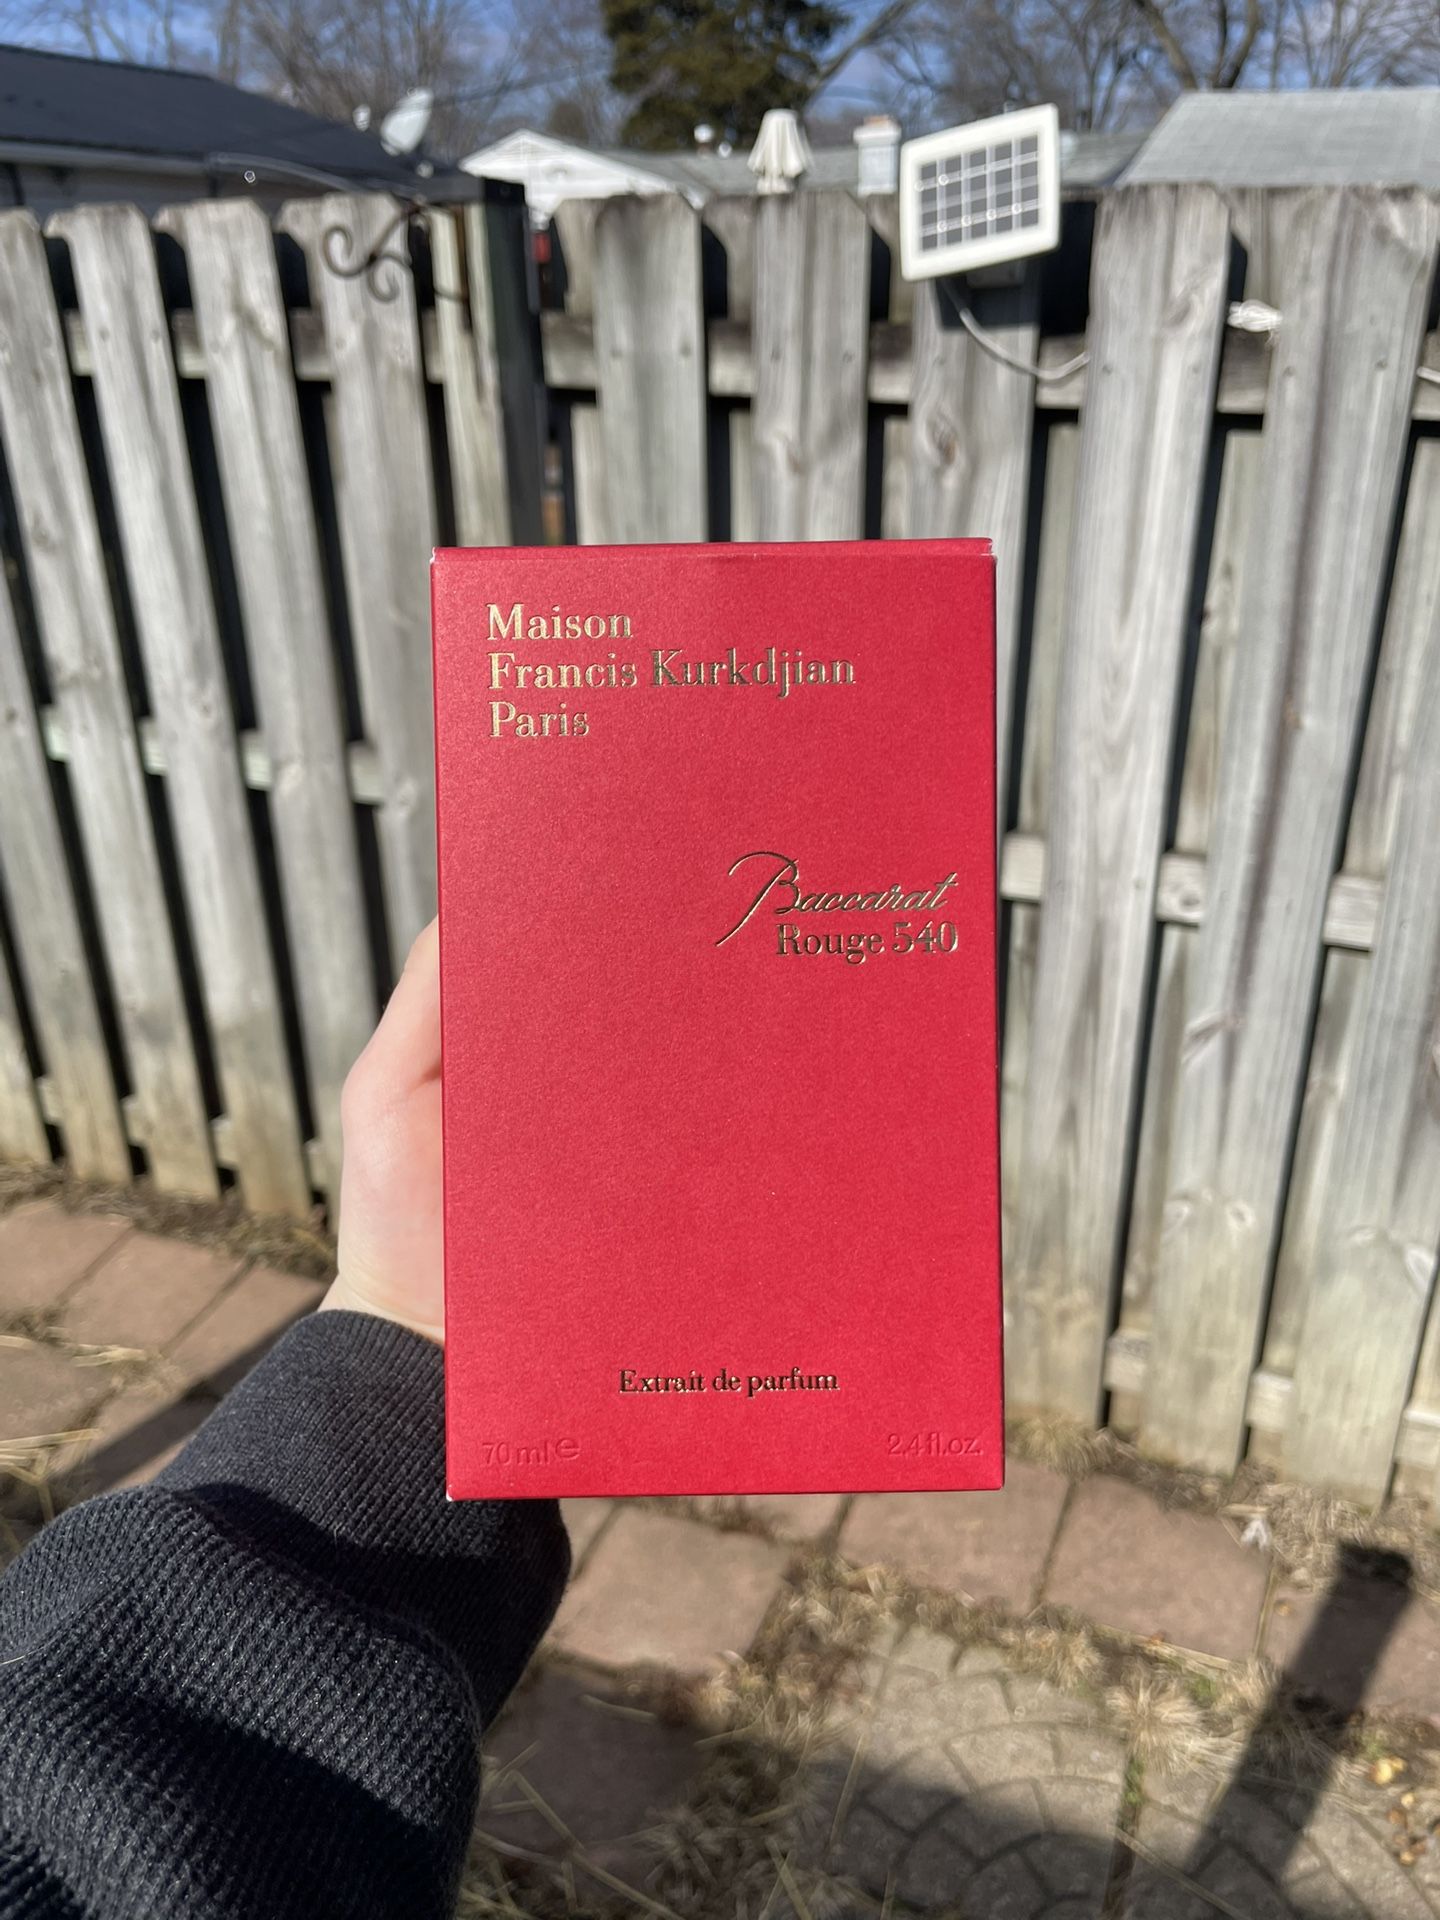 Maison
Francis Kurkdjian
Paris
Baccarat
Rouge 540
Extrait de parfum
70 ml ℮
2.4 fl.oz.